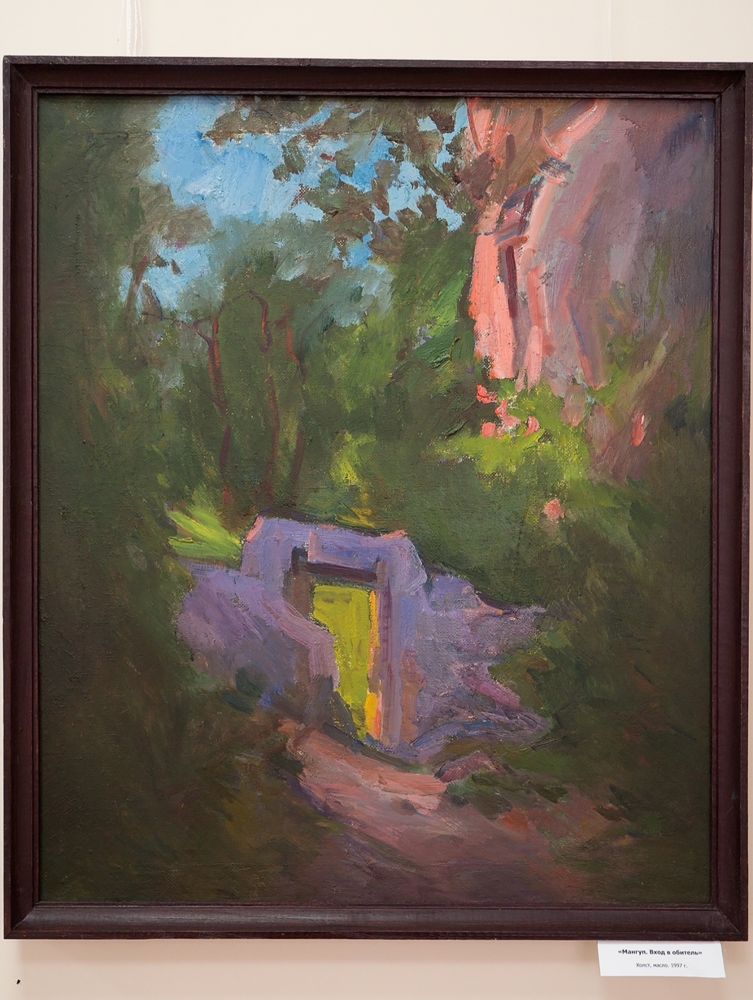 «Мангуп. Вход в обитель»
Холст, масло. 1997 г.